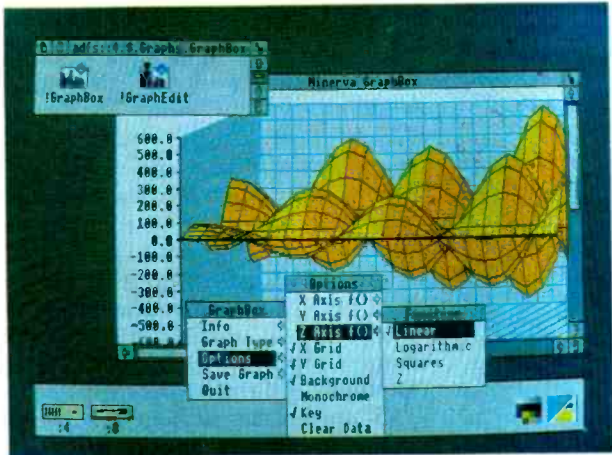 adfs::4.$.Graphs.GraphBox
!GraphBox !GraphEdit
Minerva GraphBox
600.0
500.0
400.0
300.0
200.0
100.0
0.0
-100.0
-200.0
-300.0
-400.0
-500.0
GraphBox
Info
Graph Type
Options
Save Graph
Quit
Options
X Axis f()
Y Axis f()
Z Axis f()
X Grid
Y Grid
Background
Monochrome
Key
Clear Data
Linear
Logarithmic
Squares
:4 :0